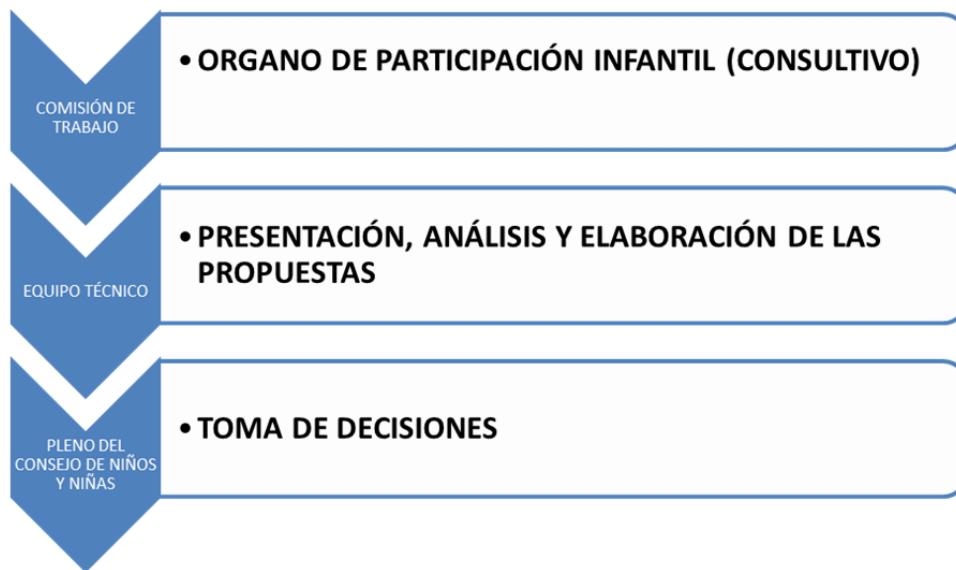 COMISIÓN DE
TRABAJO
• ORGANO DE PARTICIPACIÓN INFANTIL (CONSULTIVO)
EQUIPO TÉCNICO
• PRESENTACIÓN, ANÁLISIS Y ELABORACIÓN DE LAS
PROPUESTAS
PLENO DEL
CONSEJO DE NIÑOS
Y NIÑAS
• TOMA DE DECISIONES